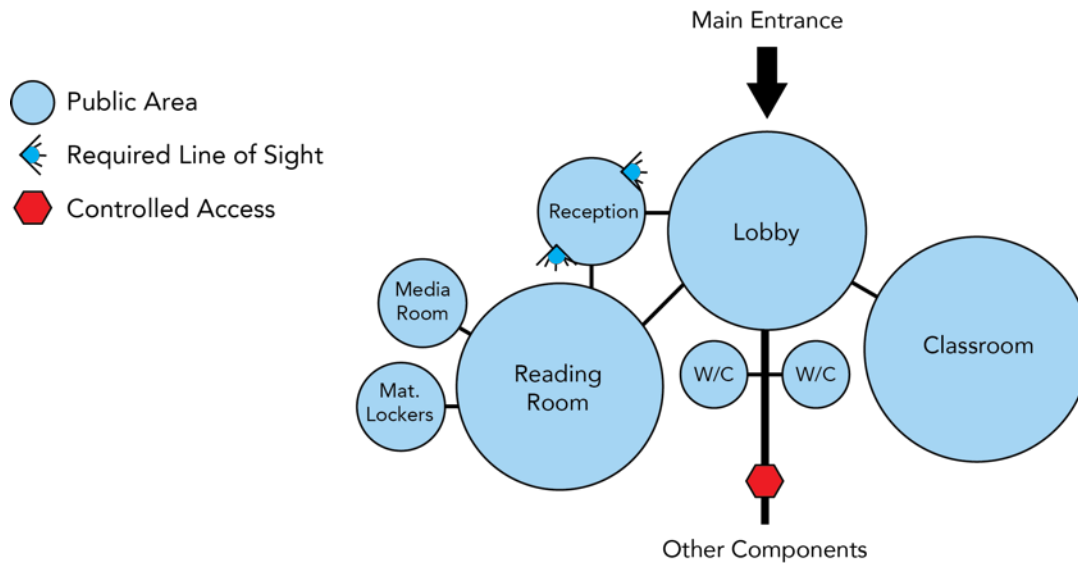 Main Entrance
Public Area
Required Line of Sight
Controlled Access
Reception
Lobby
Media
Room
Mat.
Lockers
Reading
Room
W/C
W/C
Classroom
Other Components